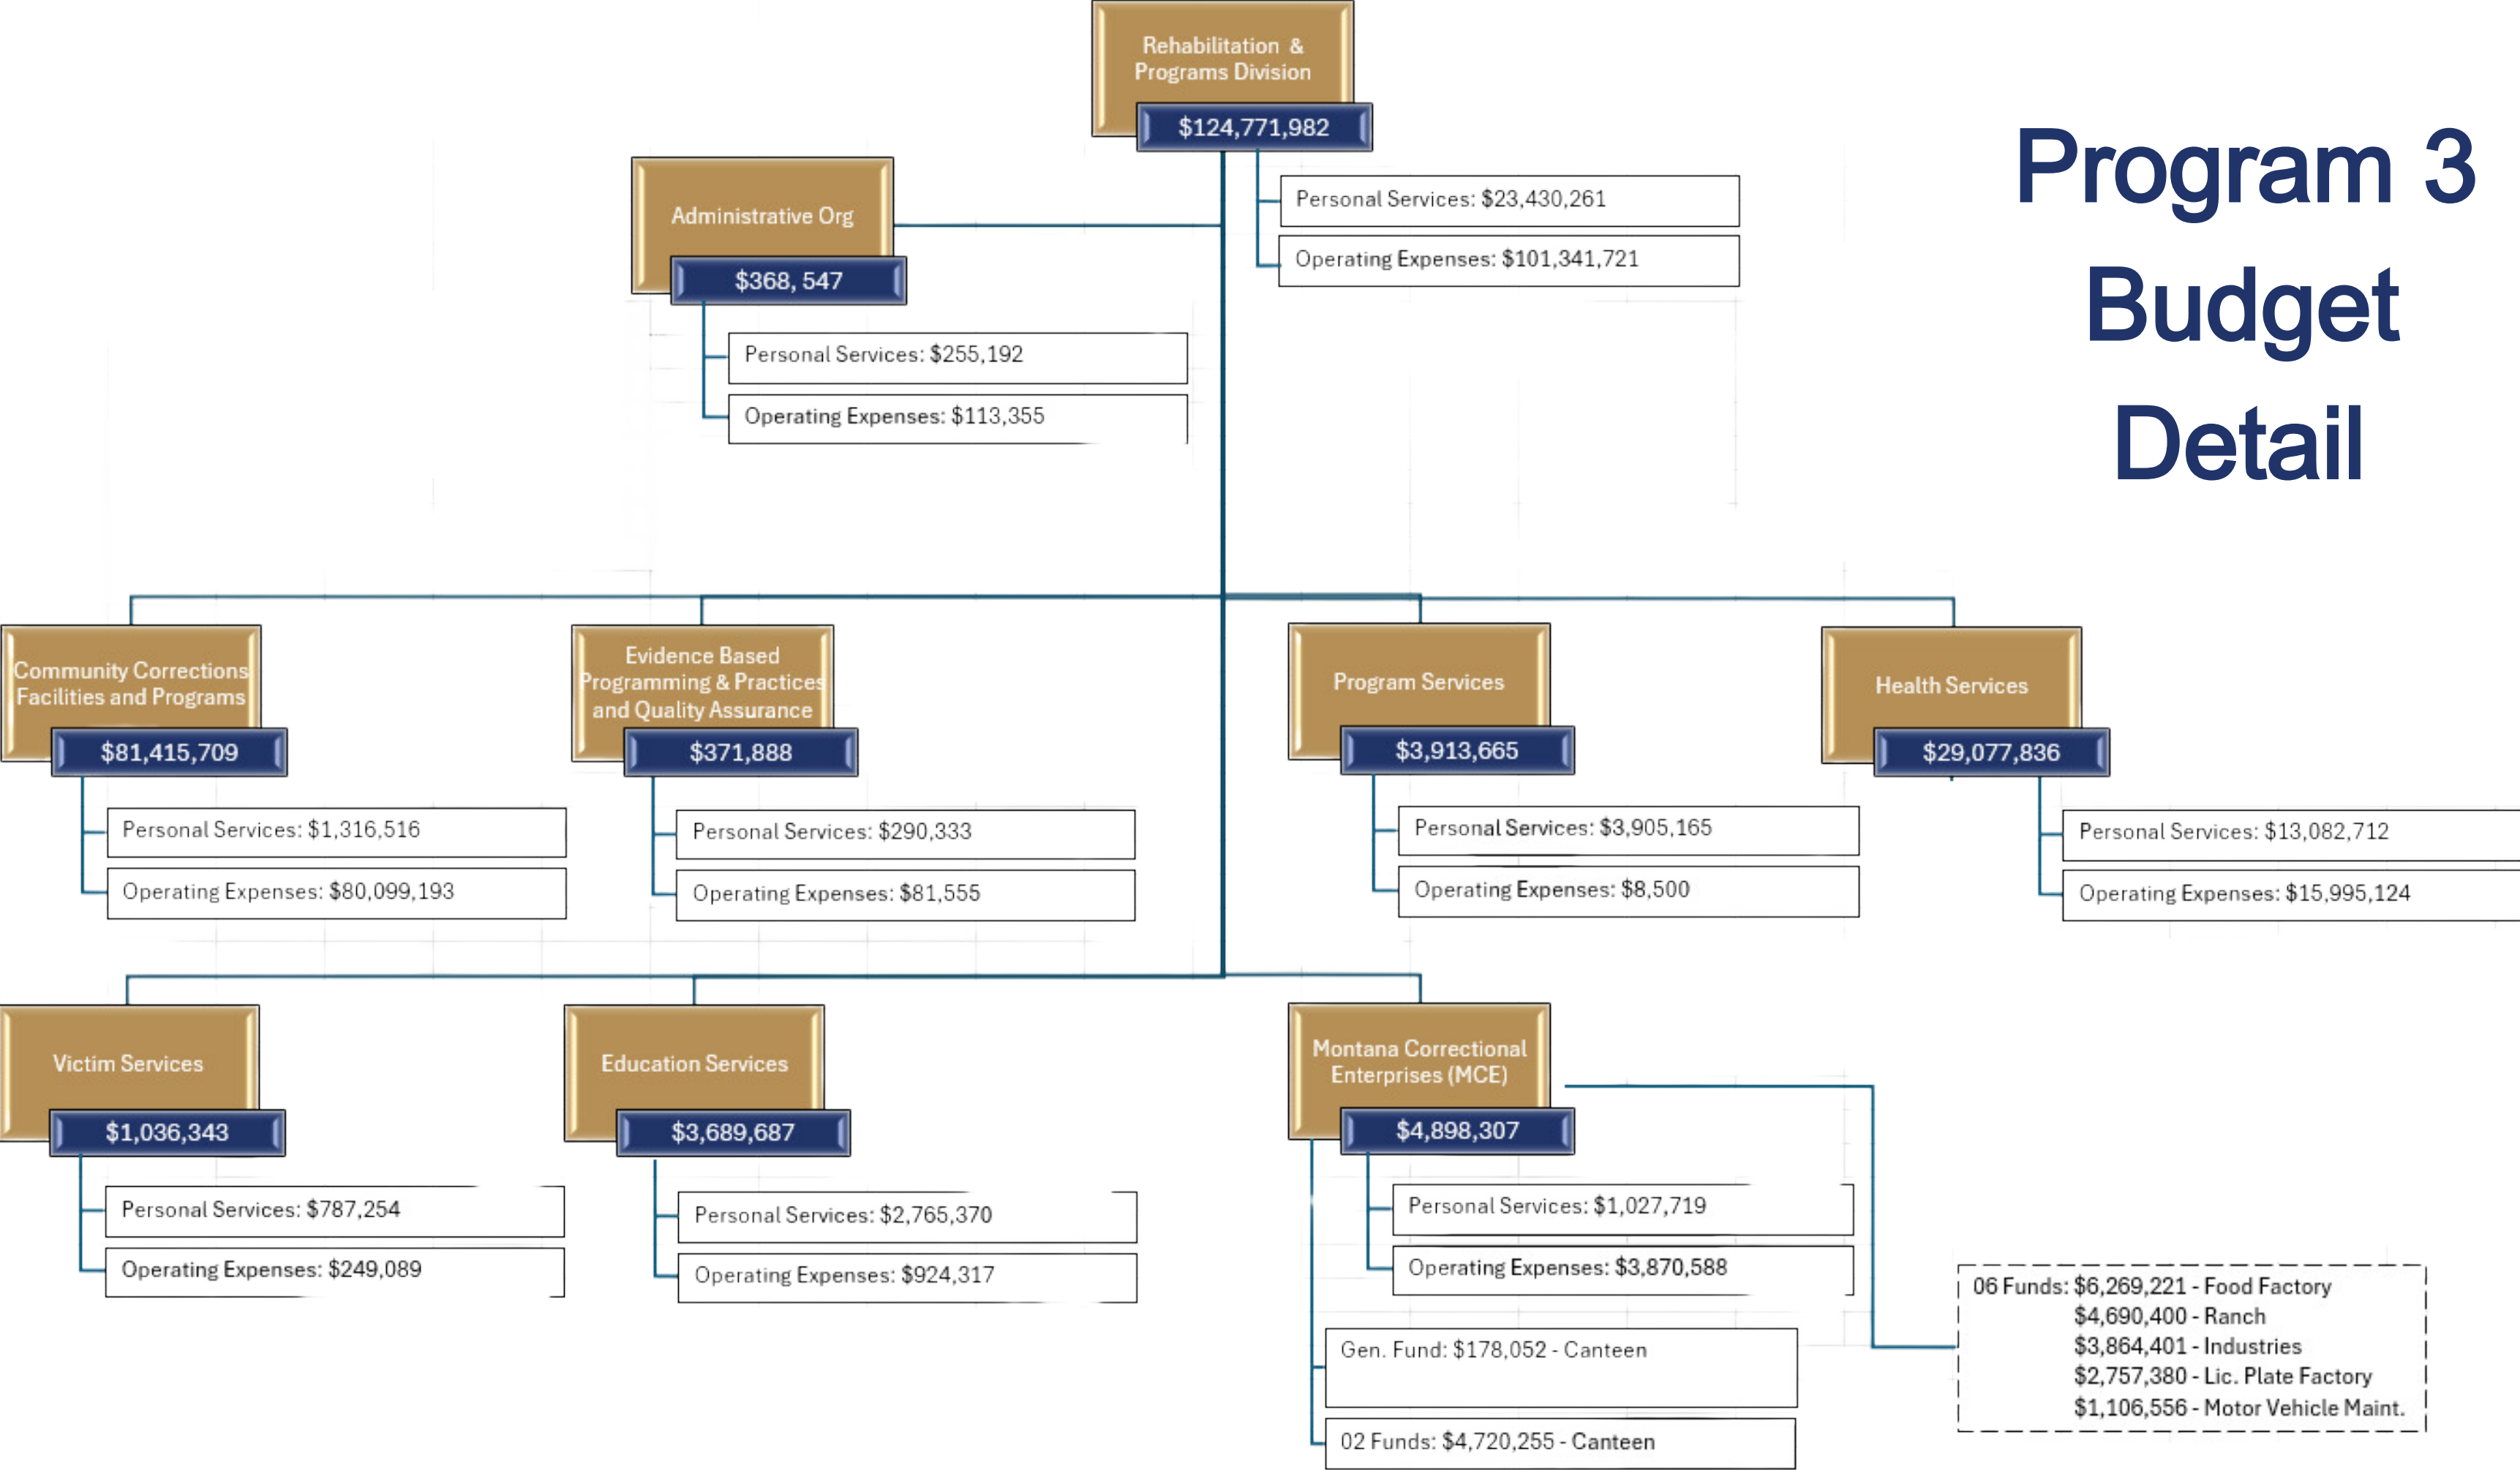 Rehabilitation &
Programs Division
$124,771,982
Personal Services: $23,430,261
Operating Expenses: $101,341,721
Program 3
Budget
Detail
Administrative Org
$368, 547
Personal Services: $255,192
Operating Expenses: $113,355
Community Corrections
Facilities and Programs
$81,415,709
Personal Services: $1,316,516
Operating Expenses: $80,099,193
Evidence Based
Programming & Practices
and Quality Assurance
$371,888
Personal Services: $290,333
Operating Expenses: $81,555
Program Services
$3,913,665
Personal Services: $3,905,165
Operating Expenses: $8,500
Health Services
$29,077,836
Personal Services: $13,082,712
Operating Expenses: $15,995,124
Victim Services
$1,036,343
Personal Services: $787,254
Operating Expenses: $249,089
Education Services
$3,689,687
Personal Services: $2,765,370
Operating Expenses: $924,317
Montana Correctional
Enterprises (MCE)
$4,898,307
Personal Services: $1,027,719
Operating Expenses: $3,870,588
Gen. Fund: $178,052 - Canteen
02 Funds: $4,720,255 - Canteen
06 Funds: $6,269,221 - Food Factory
$4,690,400 - Ranch
$3,864,401 - Industries
$2,757,380 - Lic. Plate Factory
$1,106,556 - Motor Vehicle Maint.